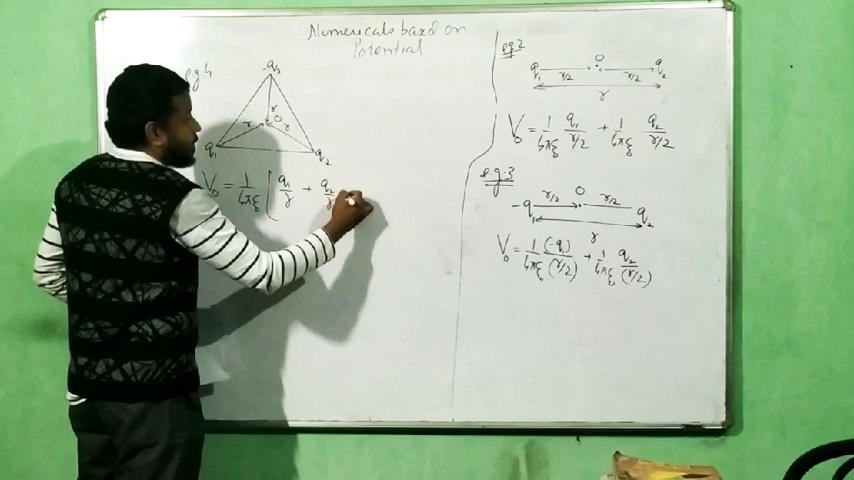 Numericals based on
Potential
eg 4
-q₃
r
r O r
q₁ q₂
V₀ = 1/4πε₀ ( q₁/r + q₂/r
eg 2
q₁ r/2 O r/2 q₂
r
V₀ = 1/4πε₀ q₁/r/2 + 1/4πε₀ q₂/r/2
e.g. 3
-q₁ r/2 O r/2 q₂
r
V₀ = 1/4πε₀ (-q₁)/(r/2) + 1/4πε₀ q₂/(r/2)